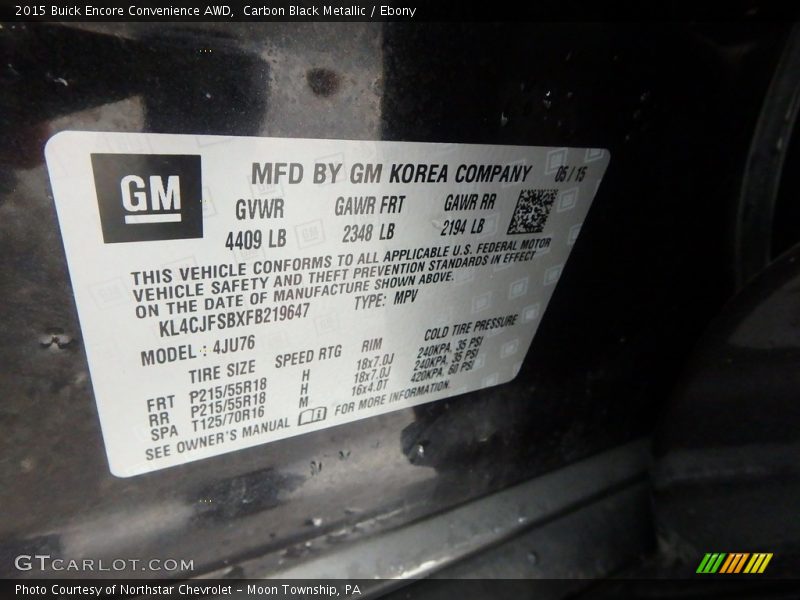 2015 Buick Encore Convenience AWD,  Carbon Black Metallic / Ebony
GM
MFD BY GM KOREA COMPANY 05/15
GVWR GAWR FRT GAWR RR
4409 LB 2348 LB 2194 LB
THIS VEHICLE CONFORMS TO ALL APPLICABLE U.S. FEDERAL MOTOR
VEHICLE SAFETY AND THEFT PREVENTION STANDARDS IN EFFECT
ON THE DATE OF MANUFACTURE SHOWN ABOVE.
KL4CJFSBXFB219647 TYPE: MPV
MODEL: 4JU76
TIRE SIZE SPEED RTG RIM COLD TIRE PRESSURE
FRT P215/55R18 H 18x7.0J 240KPA, 35 PSI
RR P215/55R18 H 18x7.0J 240KPA, 35 PSI
SPA T125/70R16 M 16x4.0T 420KPA, 60 PSI
SEE OWNER'S MANUAL FOR MORE INFORMATION.
GTCARLOT.COM
Photo Courtesy of Northstar Chevrolet - Moon Township, PA